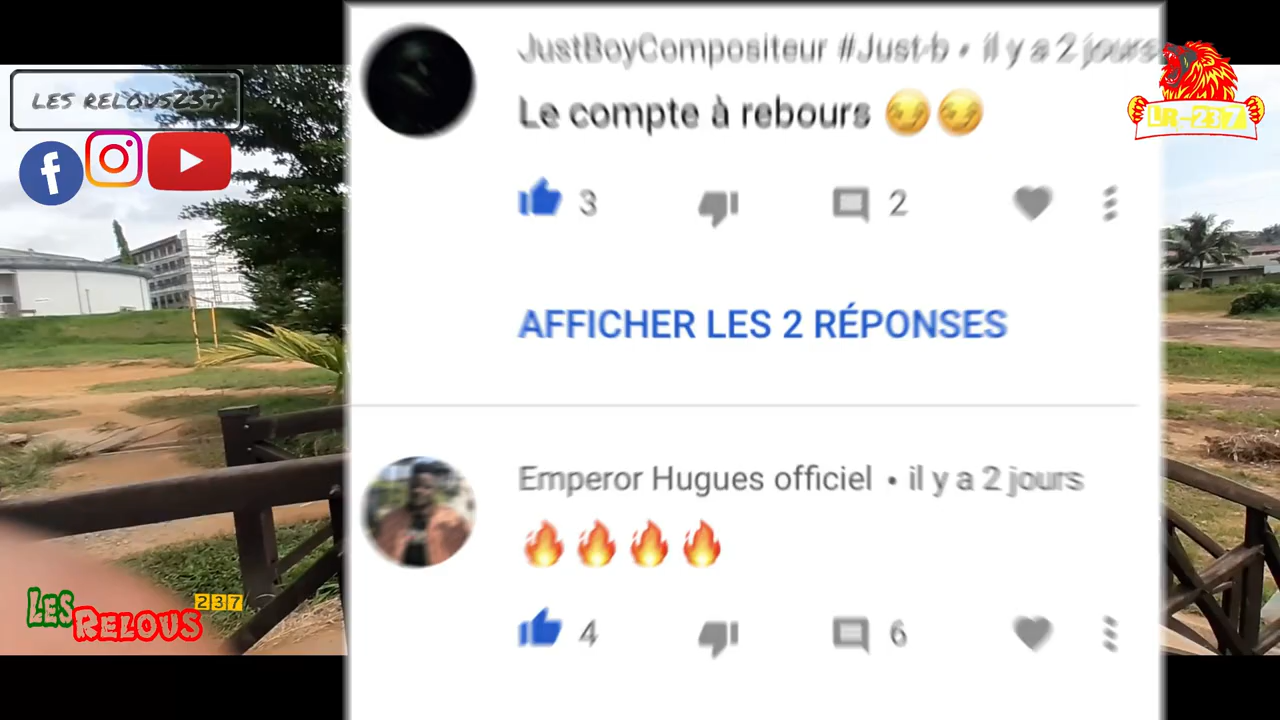 LES RELOUS237
JustBoyCompositeur #Just-b • il y a 2 jours
LR-237
Le compte à rebours 😏😏
3
2
AFFICHER LES 2 RÉPONSES
Emperor Hugues officiel • il y a 2 jours
🔥🔥🔥🔥
4
6
LES RELOUS 237